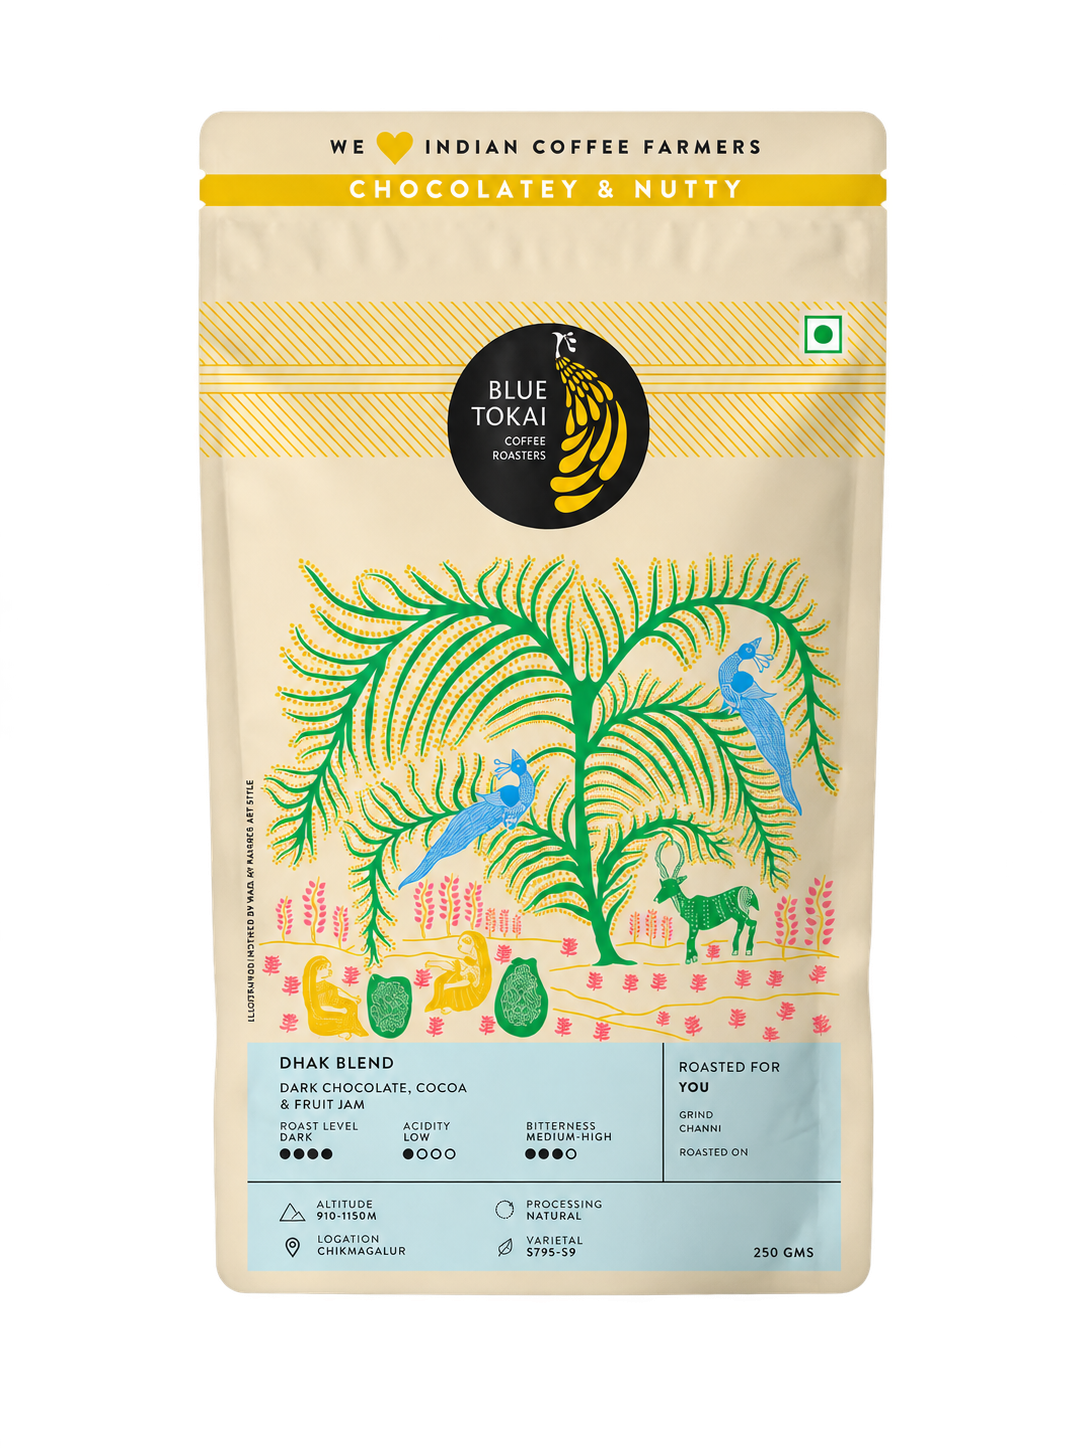 WE INDIAN COFFEE FARMERS
CHOCOLATEY & NUTTY
BLUE
TOKAI
COFFEE
ROASTERS
DHAK BLEND
DARK CHOCOLATE, COCOA
& FRUIT JAM
ROAST LEVEL
DARK
ACIDITY
LOW
BITTERNESS
MEDIUM-HIGH
ROASTED FOR
YOU
GRIND
CHANNI
ROASTED ON
ALTITUDE
910-1150M
PROCESSING
NATURAL
LOGATION
CHIKMAGALUR
VARIETAL
S795-S9
250 GMS